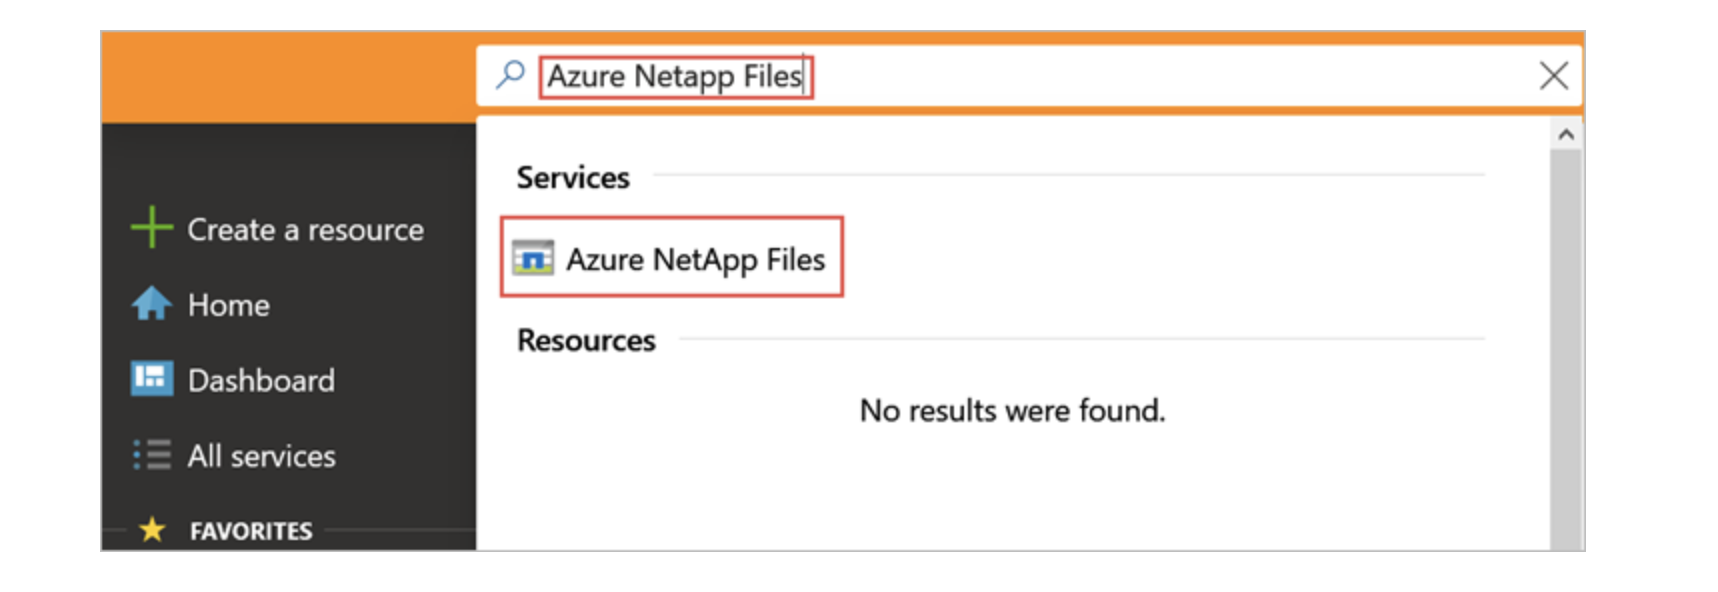 Azure Netapp Files
Services
Azure NetApp Files
Resources
No results were found.
Create a resource
Home
Dashboard
All services
FAVORITES